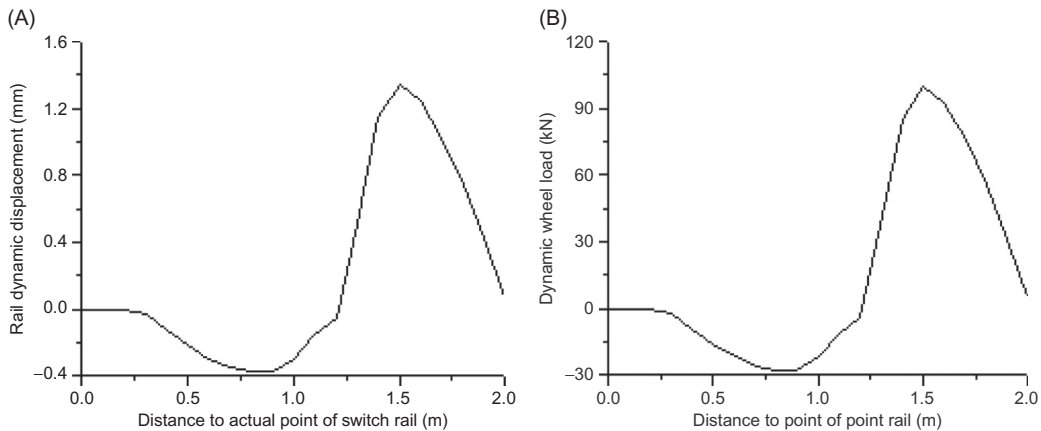 (A)
1.6
1.2
0.8
0.4
0.0
–0.4
Rail dynamic displacement (mm)
0.0 0.5 1.0 1.5 2.0
Distance to actual point of switch rail (m)
(B)
120
90
60
30
0
–30
Dynamic wheel load (kN)
0.0 0.5 1.0 1.5 2.0
Distance to point of point rail (m)